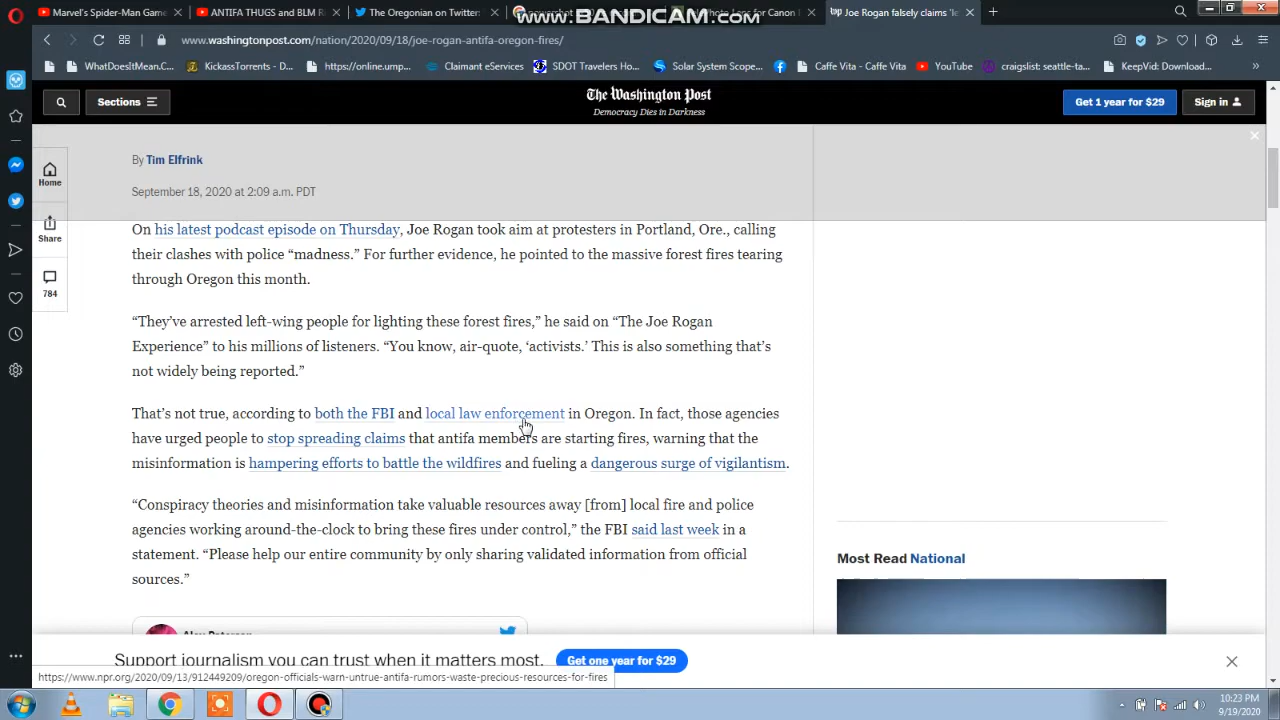 Marvel's Spider-Man Game
ANTIFA THUGS and BLM R
The Oregonian on Twitter
Photo
for Canon
Joe Rogan falsely claims 'le
www.BANDICAM.com
www.washingtonpost.com/nation/2020/09/18/joe-rogan-antifa-oregon-fires/
WhatDoesItMean.C...
KickassTorrents - D...
https://online.ump...
Claimant eServices
SDOT Travelers Ho...
Solar System Scope...
Caffe Vita - Caffe Vita
YouTube
craigslist: seattle-ta...
KeepVid: Download...
»
Sections
The Washington Post
Democracy Dies in Darkness
Get 1 year for $29
Sign in
Home
Share
784
By Tim Elfrink
September 18, 2020 at 2:09 a.m. PDT
On his latest podcast episode on Thursday, Joe Rogan took aim at protesters in Portland, Ore., calling
their clashes with police “madness.” For further evidence, he pointed to the massive forest fires tearing
through Oregon this month.
“They’ve arrested left-wing people for lighting these forest fires,” he said on “The Joe Rogan
Experience” to his millions of listeners. “You know, air-quote, ‘activists.’ This is also something that’s
not widely being reported.”
That’s not true, according to both the FBI and local law enforcement in Oregon. In fact, those agencies
have urged people to stop spreading claims that antifa members are starting fires, warning that the
misinformation is hampering efforts to battle the wildfires and fueling a dangerous surge of vigilantism.
“Conspiracy theories and misinformation take valuable resources away [from] local fire and police
agencies working around-the-clock to bring these fires under control,” the FBI said last week in a
statement. “Please help our entire community by only sharing validated information from official
sources.”
Most Read National
Alex Paterson
Support journalism you can trust when it matters most.
Get one year for $29
https://www.npr.org/2020/09/13/912449209/oregon-officials-warn-untrue-antifa-rumors-waste-precious-resources-for-fires
10:23 PM
9/19/2020